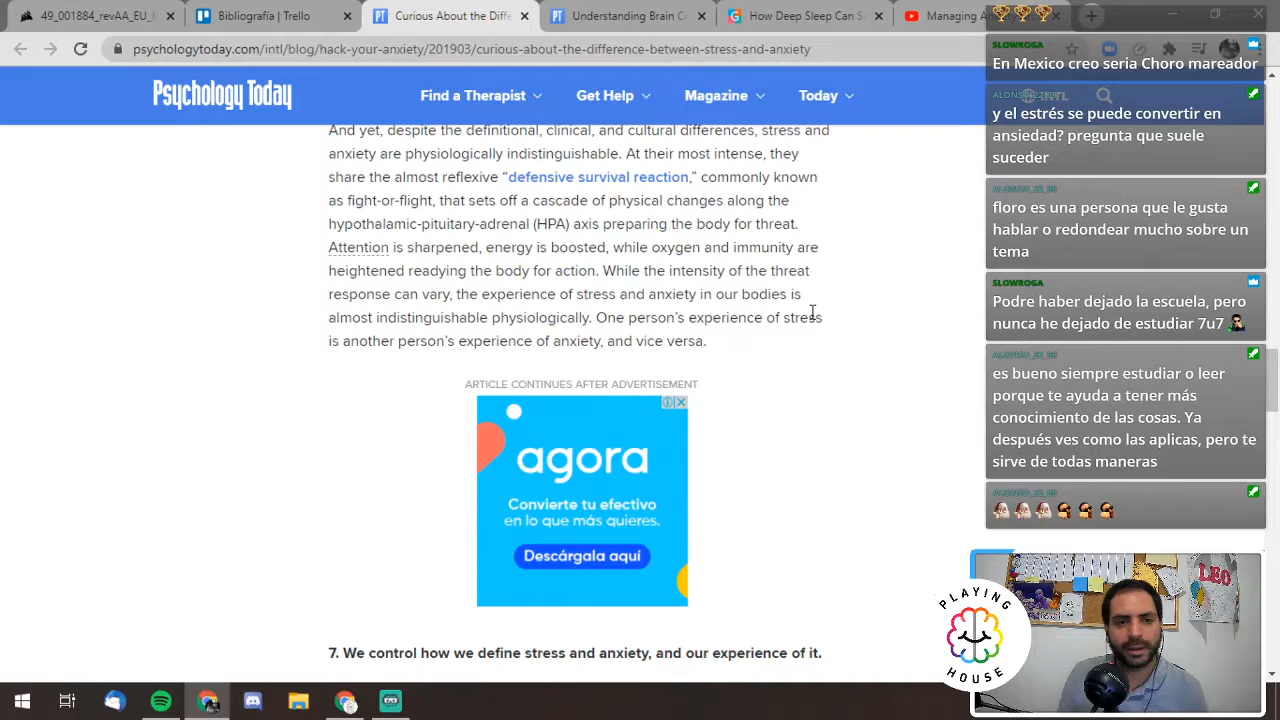 49_001884_revAA_EU_K
Bibliografía | Trello
Curious About the Diffe
Understanding Brain C
How Deep Sleep Can S
Managing
psychologytoday.com/intl/blog/hack-your-anxiety/201903/curious-about-the-difference-between-stress-and-anxiety
Psychology Today
Find a Therapist
Get Help
Magazine
Today
INTL
And yet, despite the definitional, clinical, and cultural differences, stress and
anxiety are physiologically indistinguishable. At their most intense, they
share the almost reflexive “defensive survival reaction,” commonly known
as fight-or-flight, that sets off a cascade of physical changes along the
hypothalamic-pituitary-adrenal (HPA) axis preparing the body for threat.
Attention is sharpened, energy is boosted, while oxygen and immunity are
heightened readying the body for action. While the intensity of the threat
response can vary, the experience of stress and anxiety in our bodies is
almost indistinguishable physiologically. One person’s experience of stress
is another person’s experience of anxiety, and vice versa.
ARTICLE CONTINUES AFTER ADVERTISEMENT
agora
Convierte tu efectivo
en lo que más quieres.
Descárgala aquí
7. We control how we define stress and anxiety, and our experience of it.
SLOWROGA
En Mexico creo seria Choro mareador
y el estrés se puede convertir en
ansiedad? pregunta que suele
suceder
floro es una persona que le gusta
hablar o redondear mucho sobre un
tema
SLOWROGA
Podre haber dejado la escuela, pero
nunca he dejado de estudiar 7u7
es bueno siempre estudiar o leer
porque te ayuda a tener más
conocimiento de las cosas. Ya
después ves como las aplicas, pero te
sirve de todas maneras
PLAYING
HOUSE
LEO